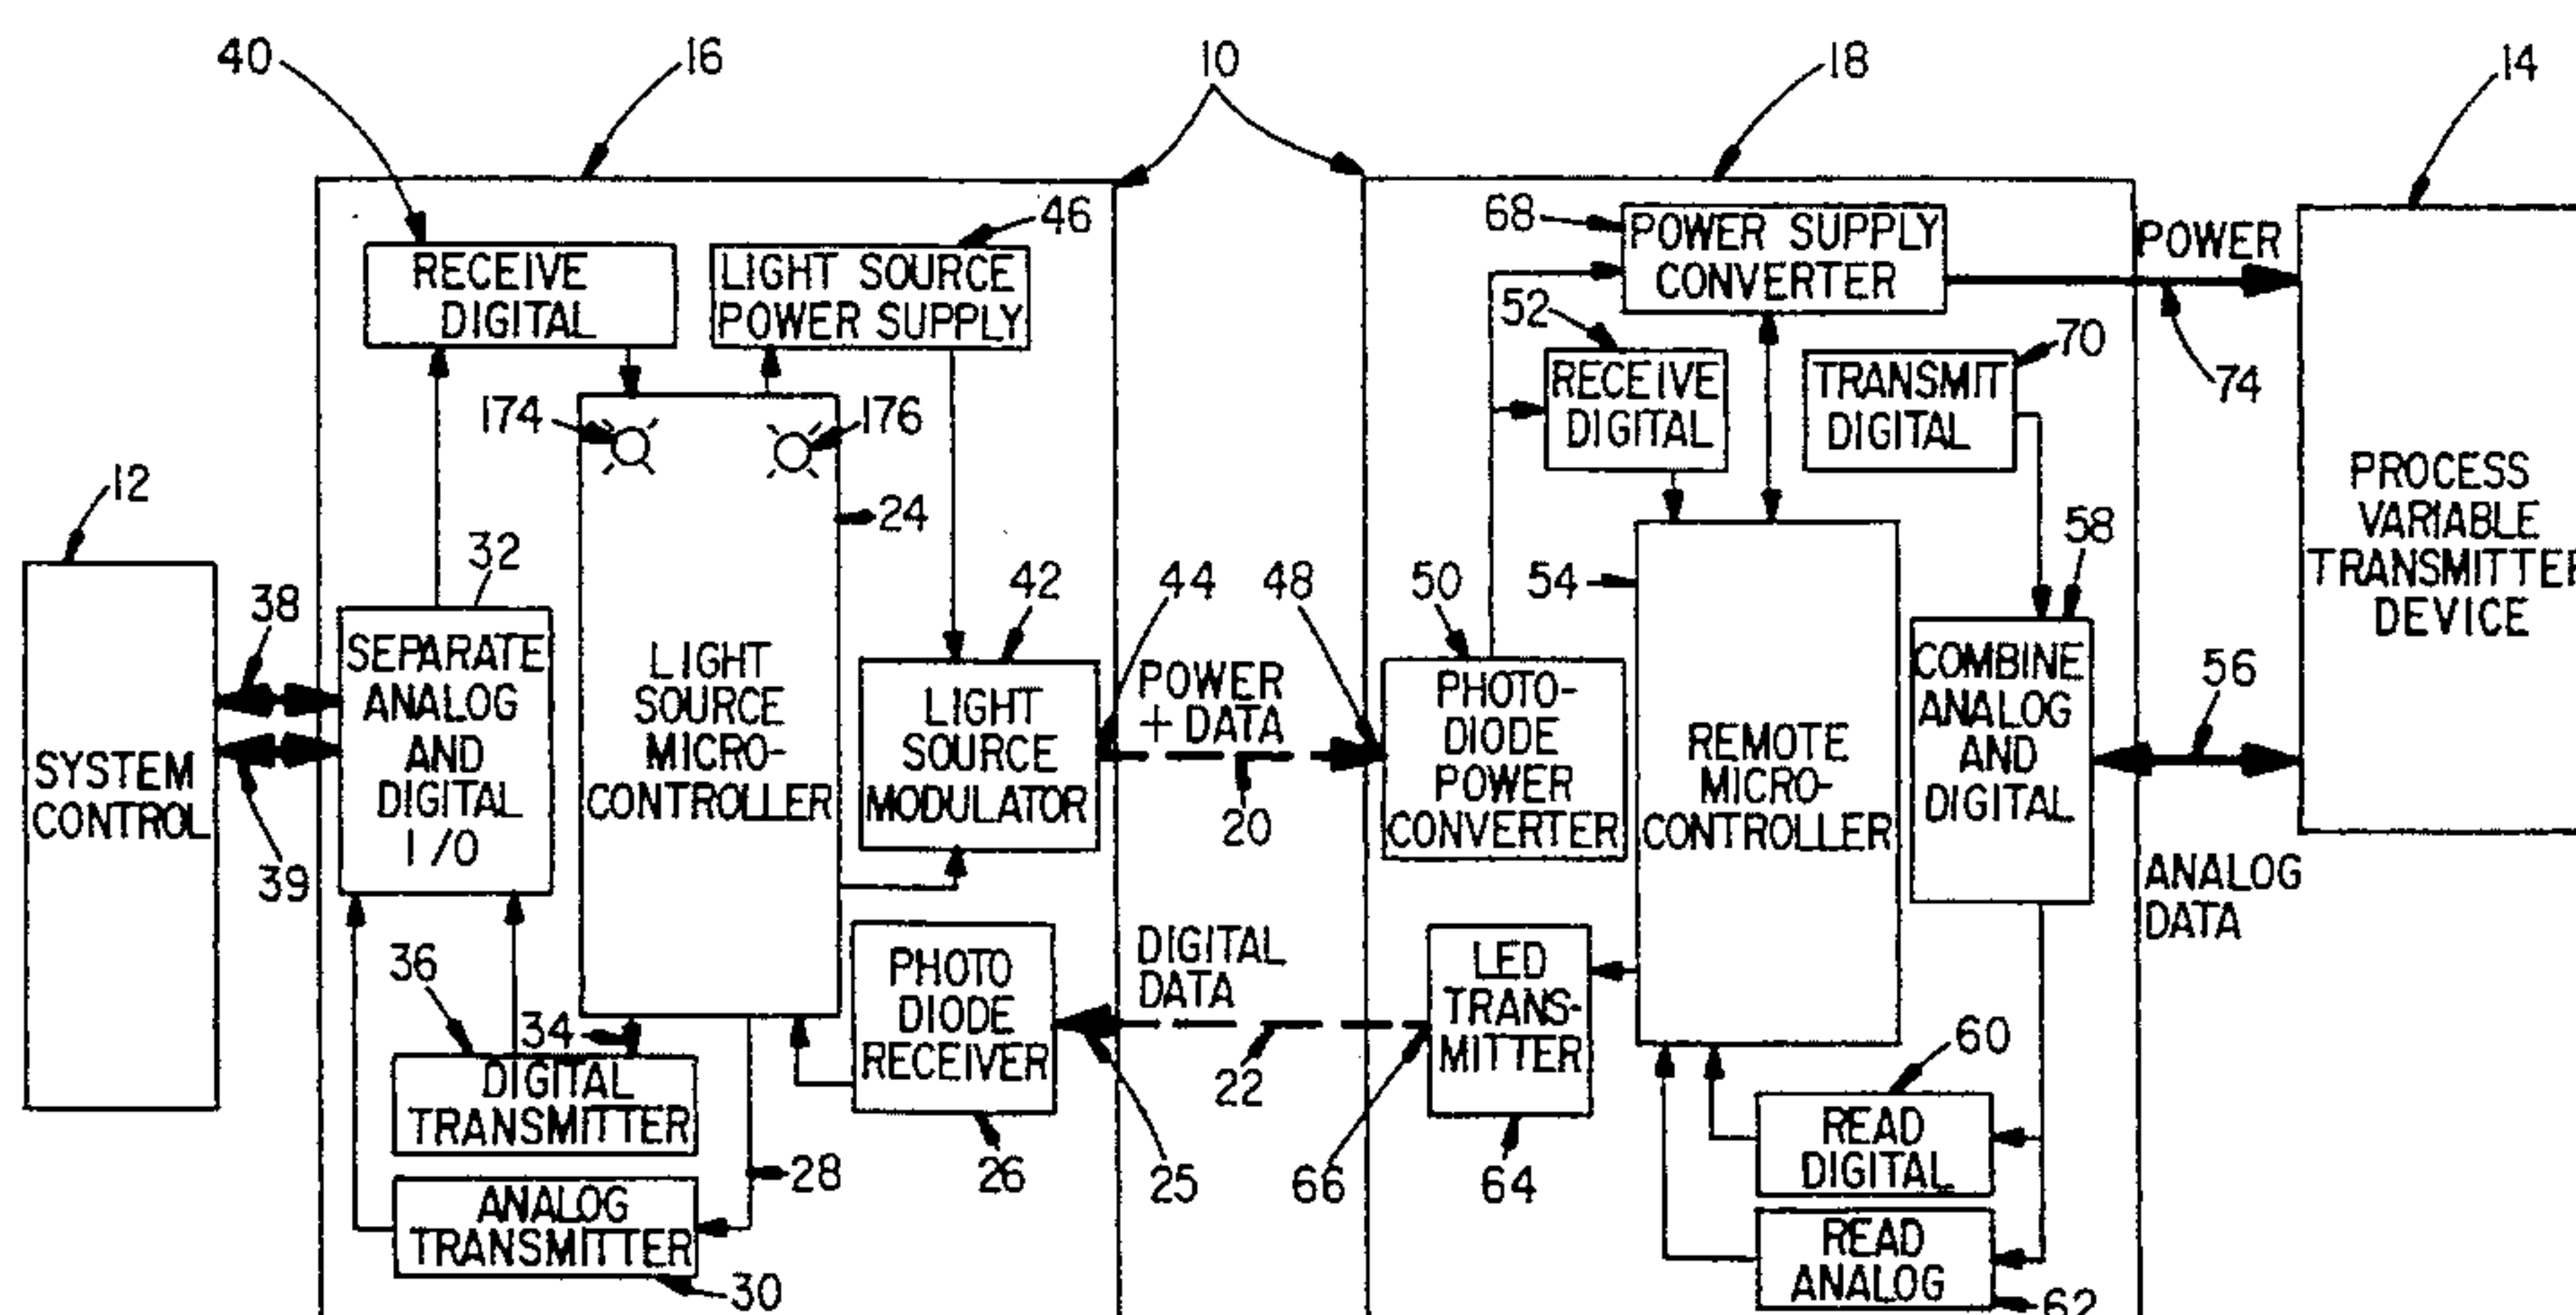 40
16
10
18
14
46
68
POWER SUPPLY
CONVERTER
POWER
RECEIVE
DIGITAL
LIGHT SOURCE
POWER SUPPLY
52
70
74
RECEIVE
DIGITAL
TRANSMIT
DIGITAL
174
176
12
24
32
38
42
44
48
50
54
58
PROCESS
VARIABLE
TRANSMITTER
DEVICE
SEPARATE
ANALOG
AND
DIGITAL
I/O
LIGHT
SOURCE
MICRO-
CONTROLLER
LIGHT
SOURCE
MODULATOR
POWER
+ DATA
20
PHOTO-
DIODE
POWER
CONVERTER
REMOTE
MICRO-
CONTROLLER
COMBINE
ANALOG
AND
DIGITAL
56
SYSTEM
CONTROL
39
ANALOG
DATA
36
34
PHOTO
DIODE
RECEIVER
DIGITAL
DATA
LED
TRANS-
MITTER
22
60
DIGITAL
TRANSMITTER
28
26
25
66
64
READ
DIGITAL
ANALOG
TRANSMITTER
30
READ
ANALOG
62